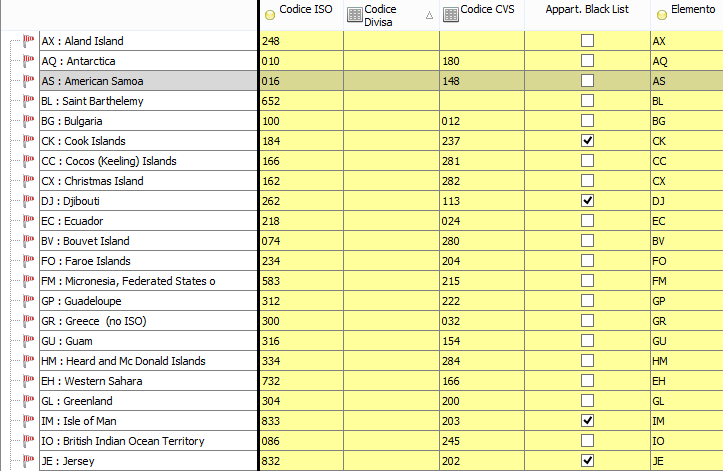 Codice ISO Codice Divisa Codice CVS Appart. Black List Elemento
AX : Aland Island 248 AX
AQ : Antarctica 010 180 AQ
AS : American Samoa 016 148 AS
BL : Saint Barthelemy 652 BL
BG : Bulgaria 100 012 BG
CK : Cook Islands 184 237 CK
CC : Cocos (Keeling) Islands 166 281 CC
CX : Christmas Island 162 282 CX
DJ : Djibouti 262 113 DJ
EC : Ecuador 218 024 EC
BV : Bouvet Island 074 280 BV
FO : Faroe Islands 234 204 FO
FM : Micronesia, Federated States o 583 215 FM
GP : Guadeloupe 312 222 GP
GR : Greece (no ISO) 300 032 GR
GU : Guam 316 154 GU
HM : Heard and Mc Donald Islands 334 284 HM
EH : Western Sahara 732 166 EH
GL : Greenland 304 200 GL
IM : Isle of Man 833 203 IM
IO : British Indian Ocean Territory 086 245 IO
JE : Jersey 832 202 JE